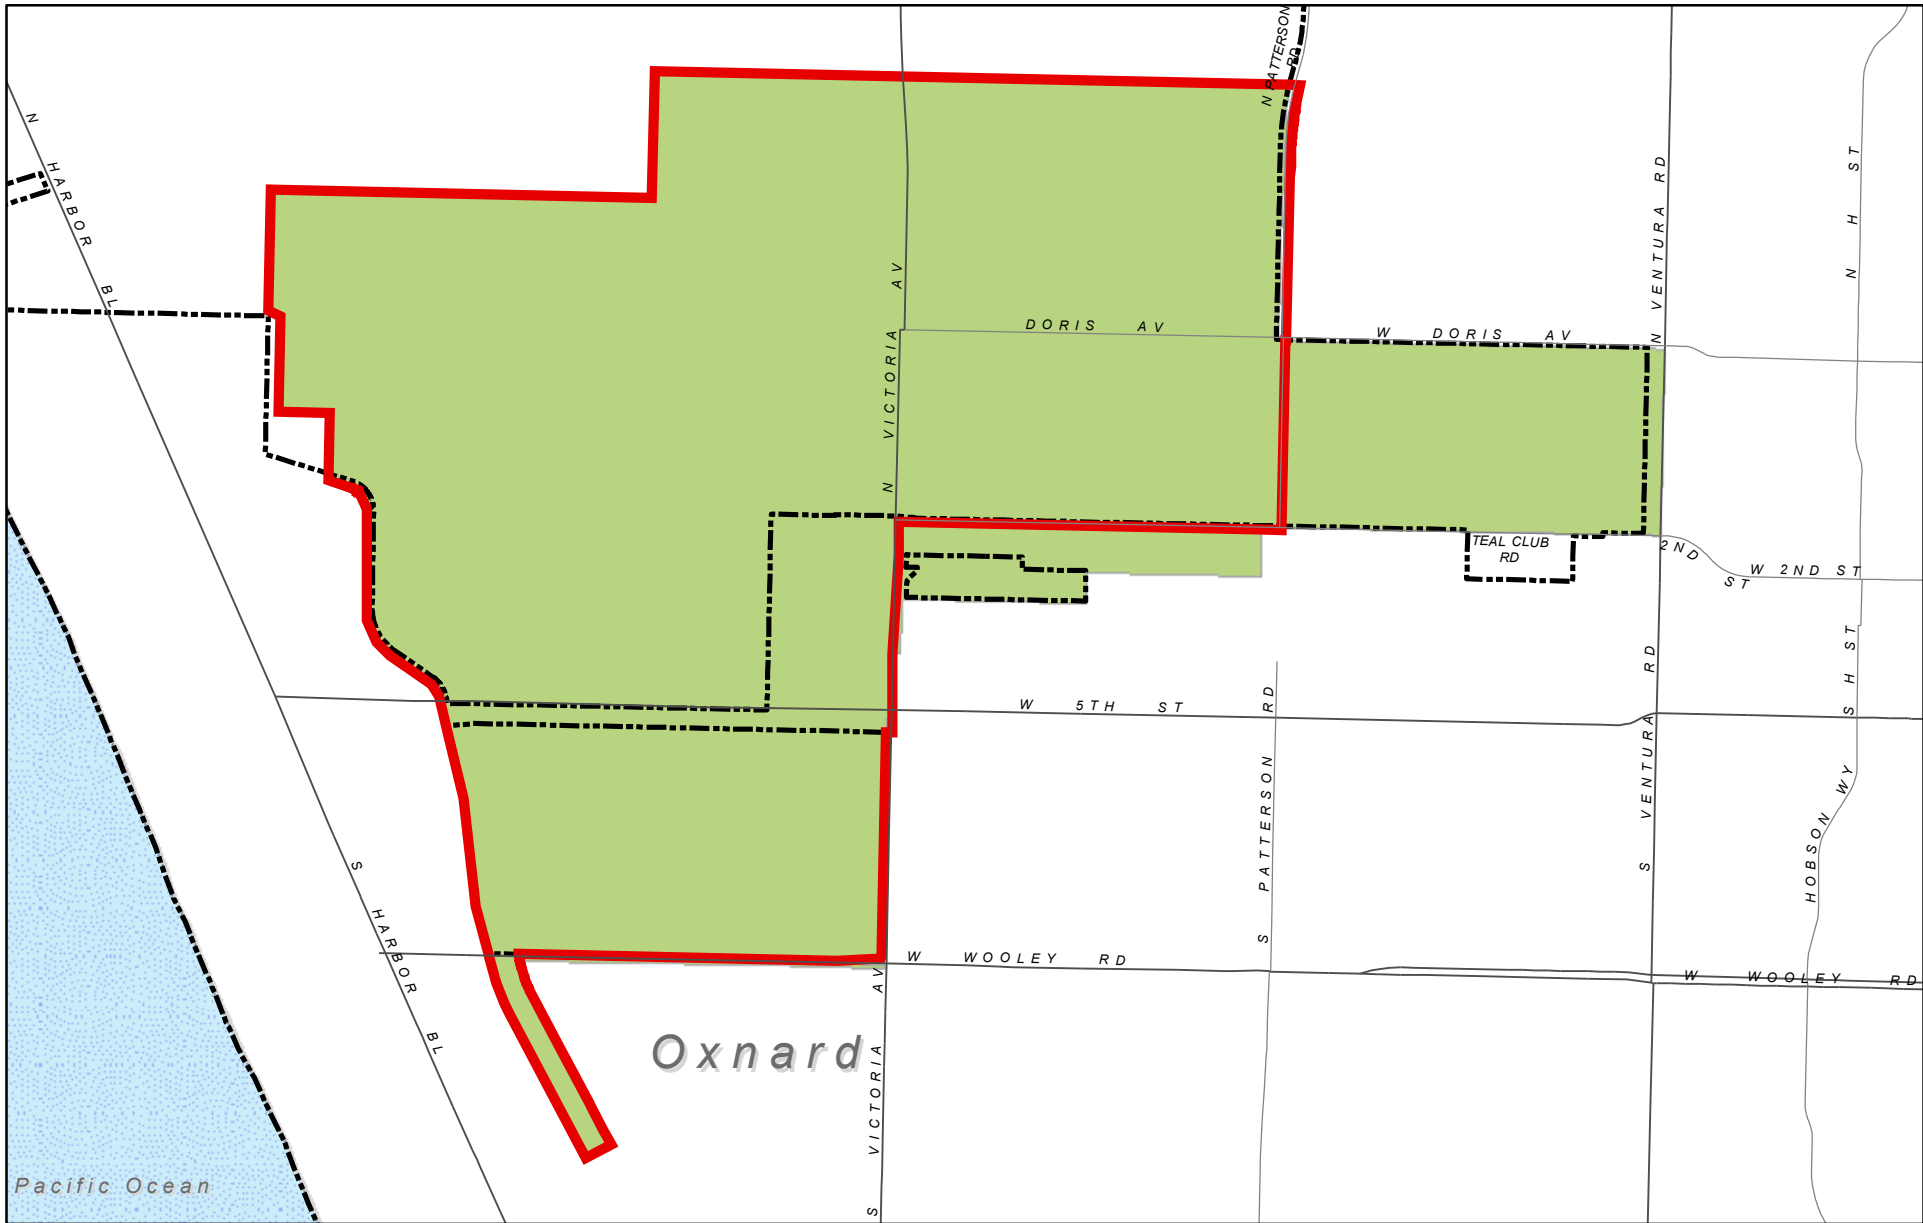 N PATTERSON
RD
N HARBOR BL
N VICTORIA AV
N VENTURA RD
N H ST
DORIS AV
W DORIS AV
TEAL CLUB
RD
2ND ST
W 2ND ST
W 5TH ST
S PATTERSON RD
S VENTURA RD
S H ST
HOBSON WY
S HARBOR BL
W WOOLEY RD
W WOOLEY RD
Oxnard
S VICTORIA AV
Pacific Ocean